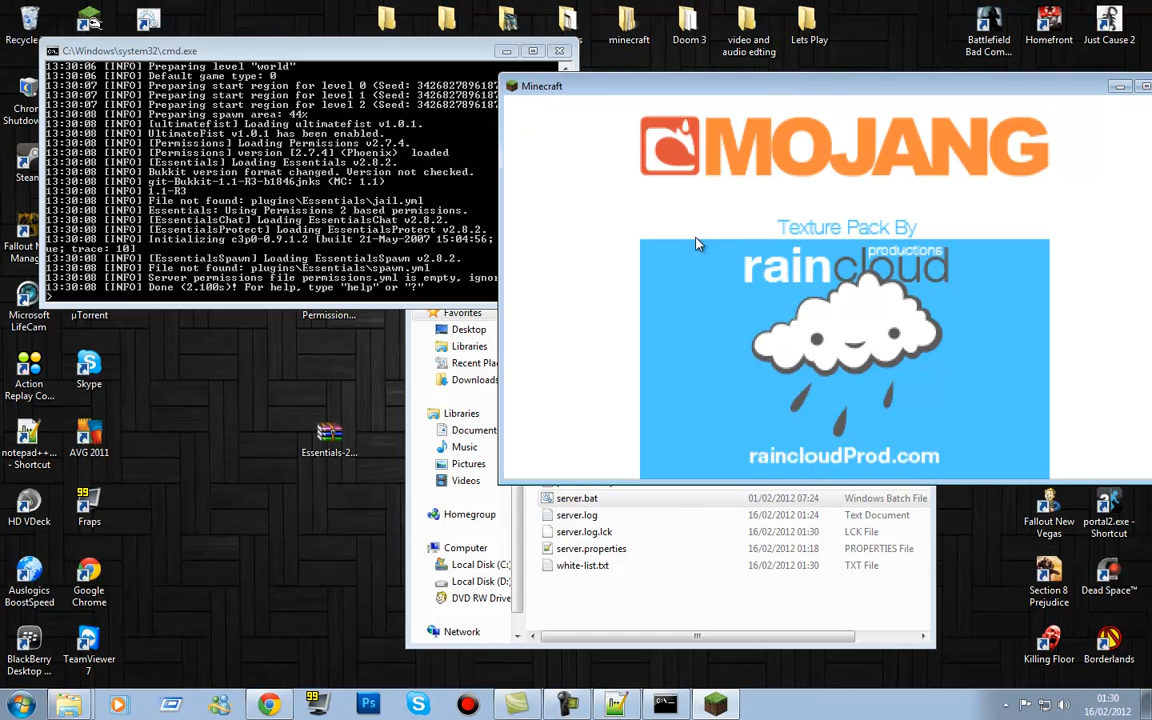 Recycle
minecraft
Doom 3
video and
audio edting
Lets Play
Battlefield
Bad Com...
Homefront
Just Cause 2
C:\Windows\system32\cmd.exe
13:30:06 [INFO] Preparing level "world"
13:30:06 [INFO] Default game type: 0
13:30:07 [INFO] Preparing start region for level 0 (Seed: 3426827896187
13:30:07 [INFO] Preparing start region for level 1 (Seed: 3426827896187
13:30:07 [INFO] Preparing start region for level 2 (Seed: 3426827896187
13:30:08 [INFO] Preparing spawn area: 44%
13:30:08 [INFO] [ultimatefist] Loading ultimatefist v1.0.1.
13:30:08 [INFO] UltimateFist v1.0.1 has been enabled.
13:30:08 [INFO] [Permissions] Loading Permissions v2.7.4.
13:30:08 [INFO] [Permissions] version [2.7.4] (Phoenix)  loaded
13:30:08 [INFO] [Essentials] Loading Essentials v2.8.2.
13:30:08 [INFO] Bukkit version format changed. Version not checked.
13:30:08 [INFO] git-Bukkit-1.1-R3-b1846jnks (MC: 1.1)
13:30:08 [INFO] 1.1-R3
13:30:08 [INFO] File not found: plugins\Essentials\jail.yml
13:30:08 [INFO] Essentials: Using Permissions 2 based permissions.
13:30:08 [INFO] [EssentialsChat] Loading EssentialsChat v2.8.2.
13:30:08 [INFO] [EssentialsProtect] Loading EssentialsProtect v2.8.2.
13:30:08 [INFO] Initializing c3p0-0.9.1.2 [built 21-May-2007 15:04:56;
ue; trace: 10]
13:30:08 [INFO] [EssentialsSpawn] Loading EssentialsSpawn v2.8.2.
13:30:08 [INFO] File not found: plugins\Essentials\spawn.yml
13:30:08 [INFO] Server permissions file permissions.yml is empty, ignor
13:30:08 [INFO] Done (2.100s)! For help, type "help" or "?"
>
Minecraft
MOJANG
Texture Pack By
raincloud
productions
raincloudProd.com
Chro
Shutdow
Stean
Fallout
Manag
Microsoft
LifeCam
µTorrent
Permission...
Action
Replay Co...
Skype
notepad++...
- Shortcut
AVG 2011
Essentials-2...
HD VDeck
Fraps
Auslogics
BoostSpeed
Google
Chrome
BlackBerry
Desktop ...
TeamViewer
7
Favorites
Desktop
Libraries
Recent Pla
Downloads
Libraries
Document
Music
Pictures
Videos
Homegroup
Computer
Local Disk (C:
Local Disk (D:
DVD RW Drive
Network
server.bat 01/02/2012 07:24 Windows Batch File
server.log 16/02/2012 01:24 Text Document
server.log.lck 16/02/2012 01:30 LCK File
server.properties 16/02/2012 01:18 PROPERTIES File
white-list.txt 16/02/2012 01:30 TXT File
Fallout New
Vegas
portal2.exe -
Shortcut
Section 8
Prejudice
Dead Space™
Killing Floor
Borderlands
99
Ps
01:30
16/02/2012